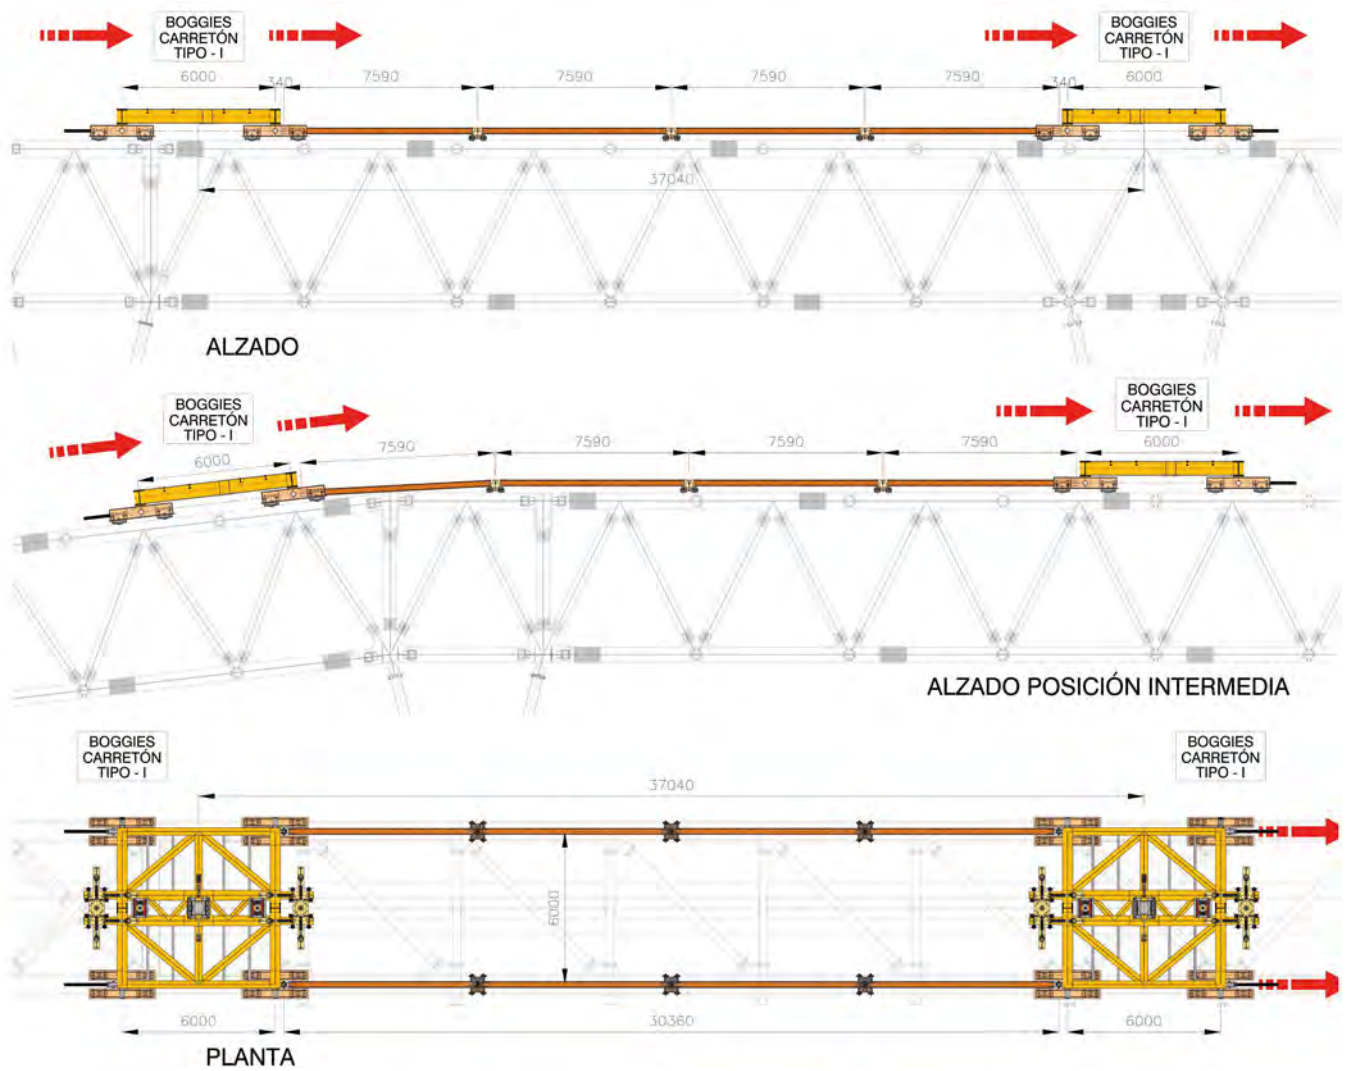 BOGGIES
CARRETÓN
TIPO - I
BOGGIES
CARRETÓN
TIPO - I
6000
340
7590
7590
7590
7590
340
6000
37040
ALZADO
BOGGIES
CARRETÓN
TIPO - I
BOGGIES
CARRETÓN
TIPO - I
6000
7590
7590
7590
7590
6000
ALZADO POSICIÓN INTERMEDIA
BOGGIES
CARRETÓN
TIPO - I
BOGGIES
CARRETÓN
TIPO - I
37040
6000
6000
30360
6000
PLANTA